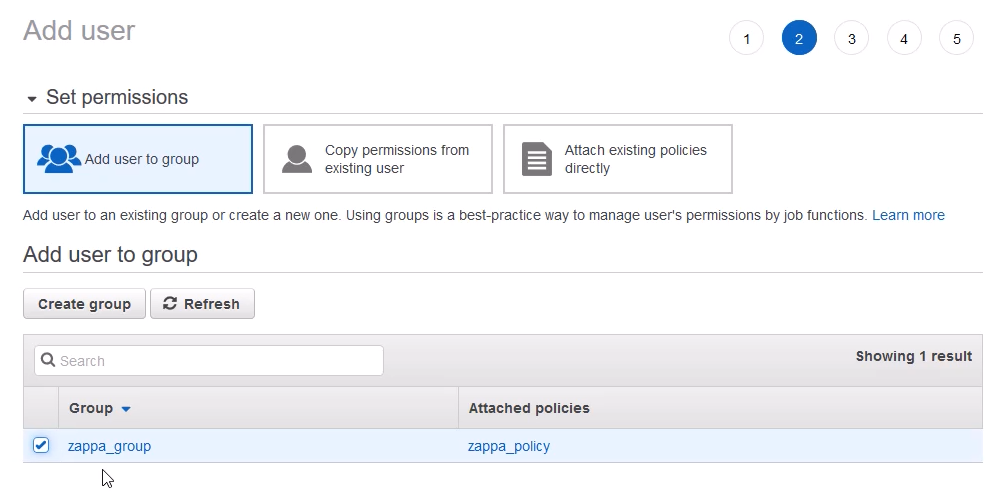 Add user
1 2 3 4 5
Set permissions
Add user to group
Copy permissions from
existing user
Attach existing policies
directly
Add user to an existing group or create a new one. Using groups is a best-practice way to manage user's permissions by job functions. Learn more
Add user to group
Create group Refresh
Search
Showing 1 result
Group Attached policies
zappa_group zappa_policy